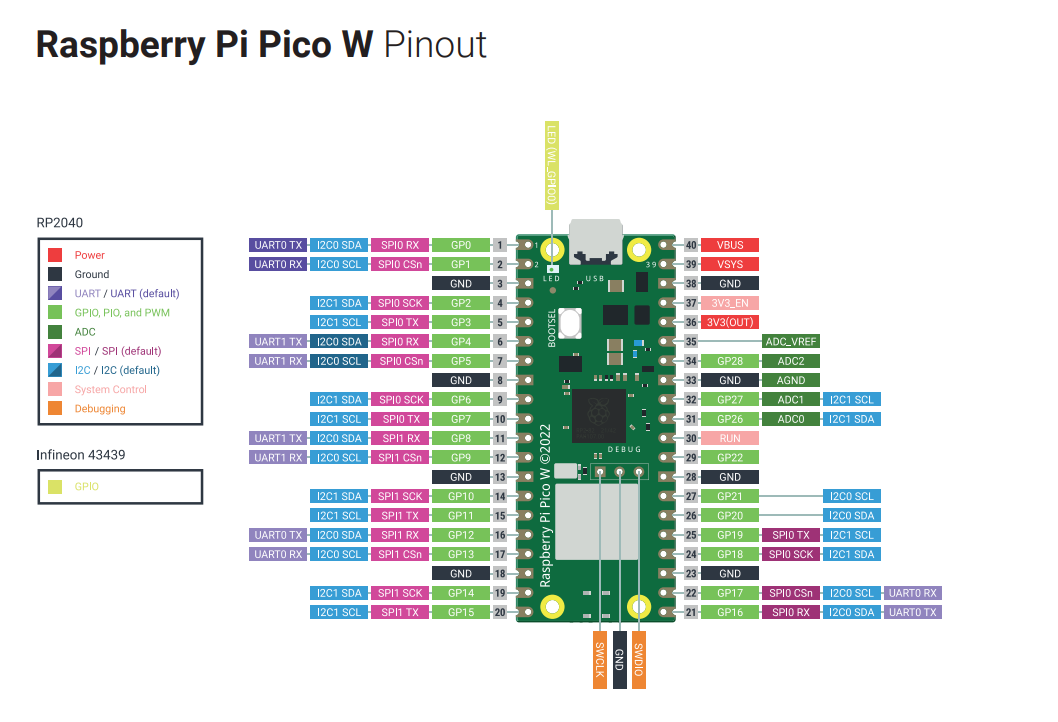 Raspberry Pi Pico W Pinout
LED (WL_GPIO0)
RP2040
Power
Ground
UART / UART (default)
GPIO, PIO, and PWM
ADC
SPI / SPI (default)
I2C / I2C (default)
System Control
Debugging
Infineon 43439
GPIO
UART0 TX I2C0 SDA SPI0 RX GP0 1
UART0 RX I2C0 SCL SPI0 CSn GP1 2
GND 3
I2C1 SDA SPI0 SCK GP2 4
I2C1 SCL SPI0 TX GP3 5
UART1 TX I2C0 SDA SPI0 RX GP4 6
UART1 RX I2C0 SCL SPI0 CSn GP5 7
GND 8
I2C1 SDA SPI0 SCK GP6 9
I2C1 SCL SPI0 TX GP7 10
UART1 TX I2C0 SDA SPI1 RX GP8 11
UART1 RX I2C0 SCL SPI1 CSn GP9 12
GND 13
I2C1 SDA SPI1 SCK GP10 14
I2C1 SCL SPI1 TX GP11 15
UART0 TX I2C0 SDA SPI1 RX GP12 16
UART0 RX I2C0 SCL SPI1 CSn GP13 17
GND 18
I2C1 SDA SPI1 SCK GP14 19
I2C1 SCL SPI1 TX GP15 20
1
2
39
LED
USB
BOOTSEL
DEBUG
Raspberry Pi Pico W ©2022
40 VBUS
39 VSYS
38 GND
37 3V3_EN
36 3V3(OUT)
35 ADC_VREF
34 GP28 ADC2
33 GND AGND
32 GP27 ADC1 I2C1 SCL
31 GP26 ADC0 I2C1 SDA
30 RUN
29 GP22
28 GND
27 GP21 I2C0 SCL
26 GP20 I2C0 SDA
25 GP19 SPI0 TX I2C1 SCL
24 GP18 SPI0 SCK I2C1 SDA
23 GND
22 GP17 SPI0 CSn I2C0 SCL UART0 RX
21 GP16 SPI0 RX I2C0 SDA UART0 TX
SWCLK
GND
SWDIO